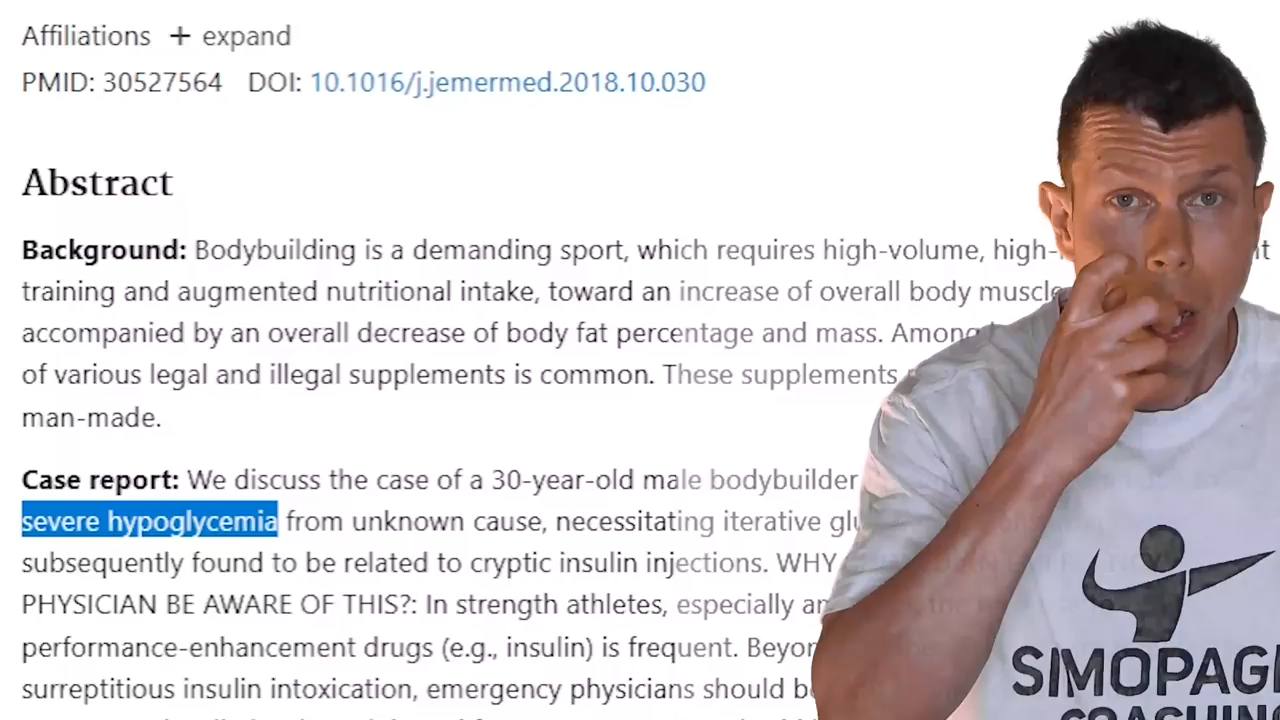 Affiliations + expand
PMID: 30527564 DOI: 10.1016/j.jemermed.2018.10.030
Abstract
Background: Bodybuilding is a demanding sport, which requires high-volume, high-
training and augmented nutritional intake, toward an increase of overall body muscle
accompanied by an overall decrease of body fat percentage and mass. Among
of various legal and illegal supplements is common. These supplements
man-made.
Case report: We discuss the case of a 30-year-old male bodybuilder
severe hypoglycemia from unknown cause, necessitating iterative
subsequently found to be related to cryptic insulin injections. WHY
PHYSICIAN BE AWARE OF THIS?: In strength athletes, especially
performance-enhancement drugs (e.g., insulin) is frequent.
surreptitious insulin intoxication, emergency physicians should
SIMOPAG
COACHING